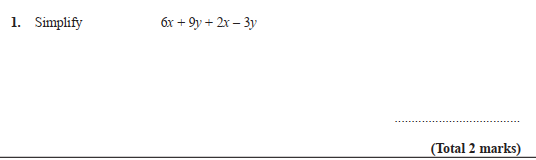 1. Simplify 6x + 9y + 2x – 3y
.....................................
(Total 2 marks)